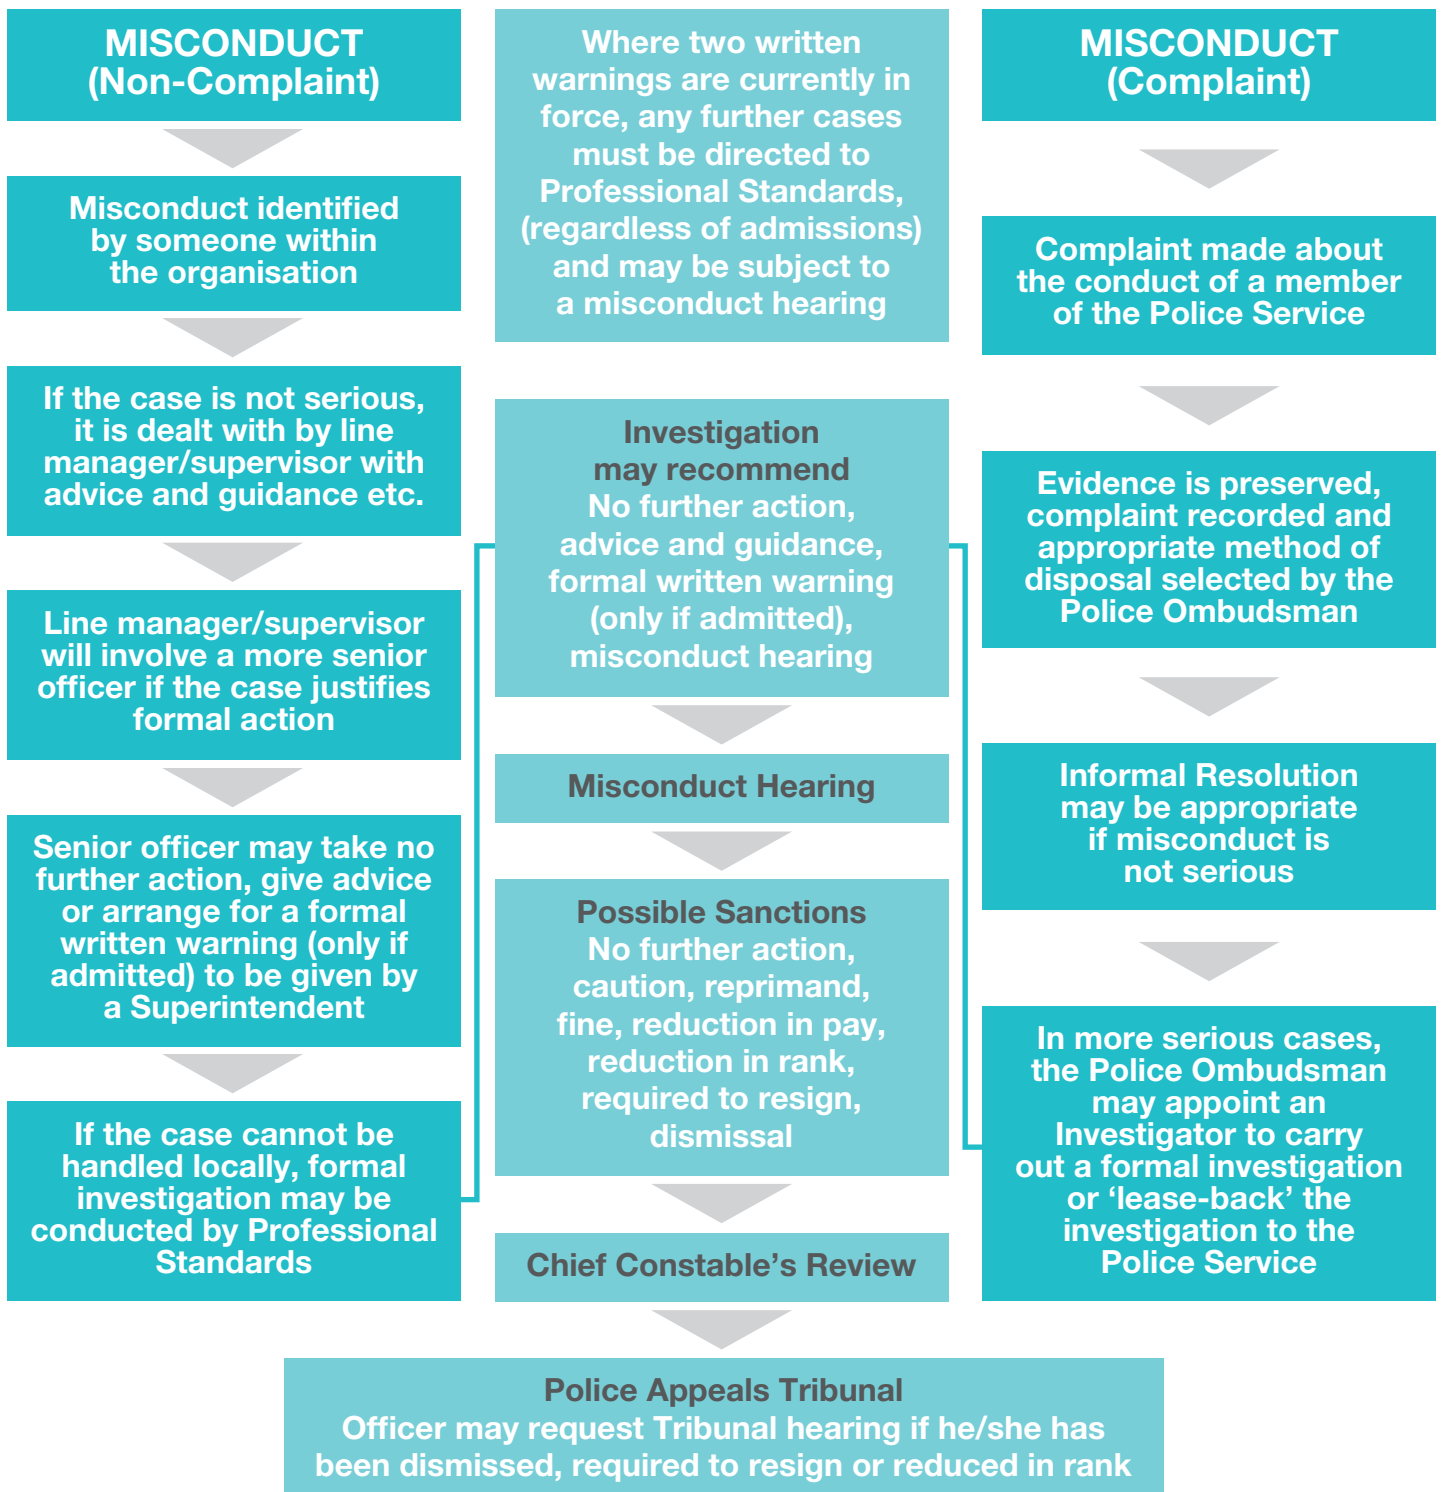 MISCONDUCT
(Non-Complaint)
Misconduct identified
by someone within
the organisation
If the case is not serious,
it is dealt with by line
manager/supervisor with
advice and guidance etc.
Line manager/supervisor
will involve a more senior
officer if the case justifies
formal action
Senior officer may take no
further action, give advice
or arrange for a formal
written warning (only if
admitted) to be given by
a Superintendent
If the case cannot be
handled locally, formal
investigation may be
conducted by Professional
Standards
Where two written
warnings are currently in
force, any further cases
must be directed to
Professional Standards,
(regardless of admissions)
and may be subject to
a misconduct hearing
Investigation
may recommend
No further action,
advice and guidance,
formal written warning
(only if admitted),
misconduct hearing
Misconduct Hearing
Possible Sanctions
No further action,
caution, reprimand,
fine, reduction in pay,
reduction in rank,
required to resign,
dismissal
Chief Constable’s Review
Police Appeals Tribunal
Officer may request Tribunal hearing if he/she has
been dismissed, required to resign or reduced in rank
MISCONDUCT
(Complaint)
Complaint made about
the conduct of a member
of the Police Service
Evidence is preserved,
complaint recorded and
appropriate method of
disposal selected by the
Police Ombudsman
Informal Resolution
may be appropriate
if misconduct is
not serious
In more serious cases,
the Police Ombudsman
may appoint an
Investigator to carry
out a formal investigation
or ‘lease-back’ the
investigation to the
Police Service